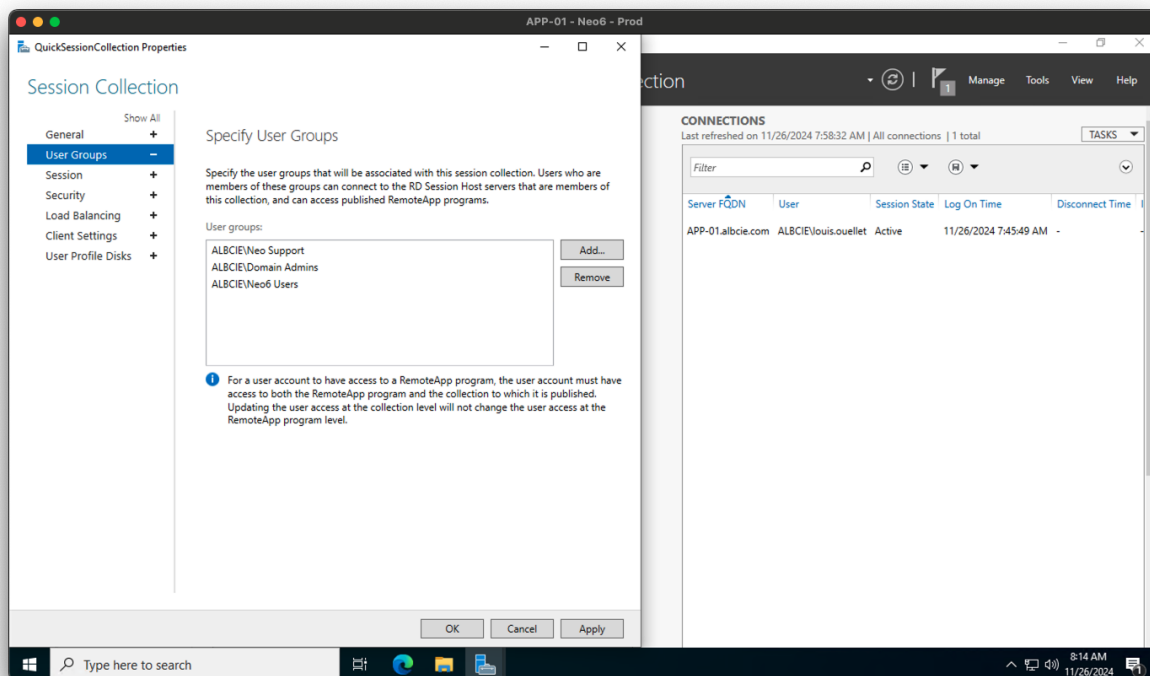 APP-01 - Neo6 - Prod
QuickSessionCollection Properties
Session Collection
Show All
General +
User Groups –
Session +
Security +
Load Balancing +
Client Settings +
User Profile Disks +
Specify User Groups
Specify the user groups that will be associated with this session collection. Users who are
members of these groups can connect to the RD Session Host servers that are members of
this collection, and can access published RemoteApp programs.
User groups:
ALBCIE\Neo Support
ALBCIE\Domain Admins
ALBCIE\Neo6 Users
Add...
Remove
For a user account to have access to a RemoteApp program, the user account must have
access to both the RemoteApp program and the collection to which it is published.
Updating the user access at the collection level will not change the user access at the
RemoteApp program level.
OK Cancel Apply
ction
1
Manage Tools View Help
CONNECTIONS
Last refreshed on 11/26/2024 7:58:32 AM | All connections | 1 total
TASKS
Filter
Server FQDN User Session State Log On Time Disconnect Time
APP-01.albcie.com ALBCIE\louis.ouellet Active 11/26/2024 7:45:49 AM - -
Type here to search
8:14 AM
11/26/2024
1